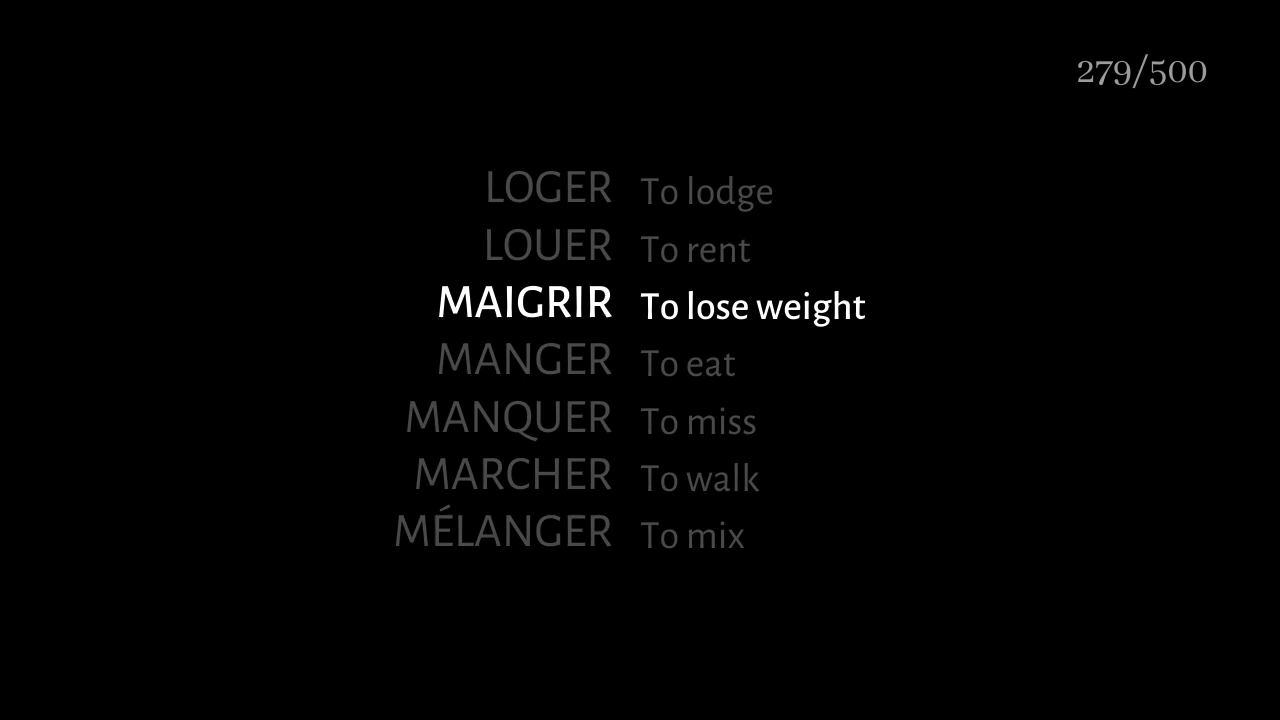 279/500
LOGER To lodge
LOUER To rent
MAIGRIR To lose weight
MANGER To eat
MANQUER To miss
MARCHER To walk
MÉLANGER To mix